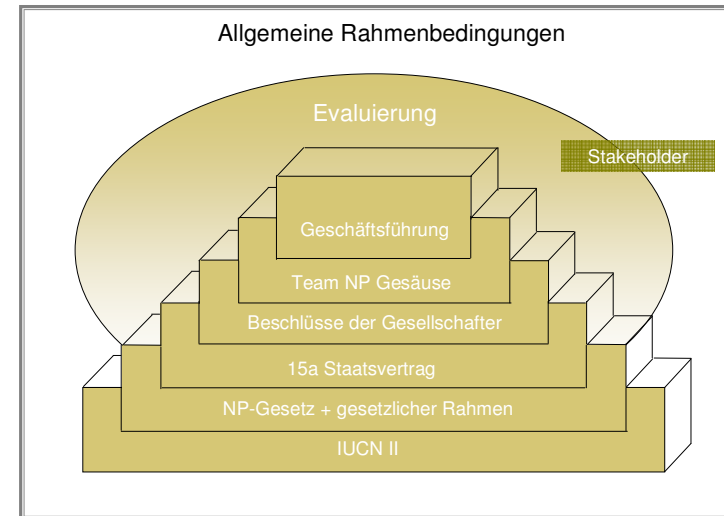 Allgemeine Rahmenbedingungen
Evaluierung
Stakeholder
Geschäftsführung
Team NP Gesäuse
Beschlüsse der Gesellschafter
15a Staatsvertrag
NP-Gesetz + gesetzlicher Rahmen
IUCN II